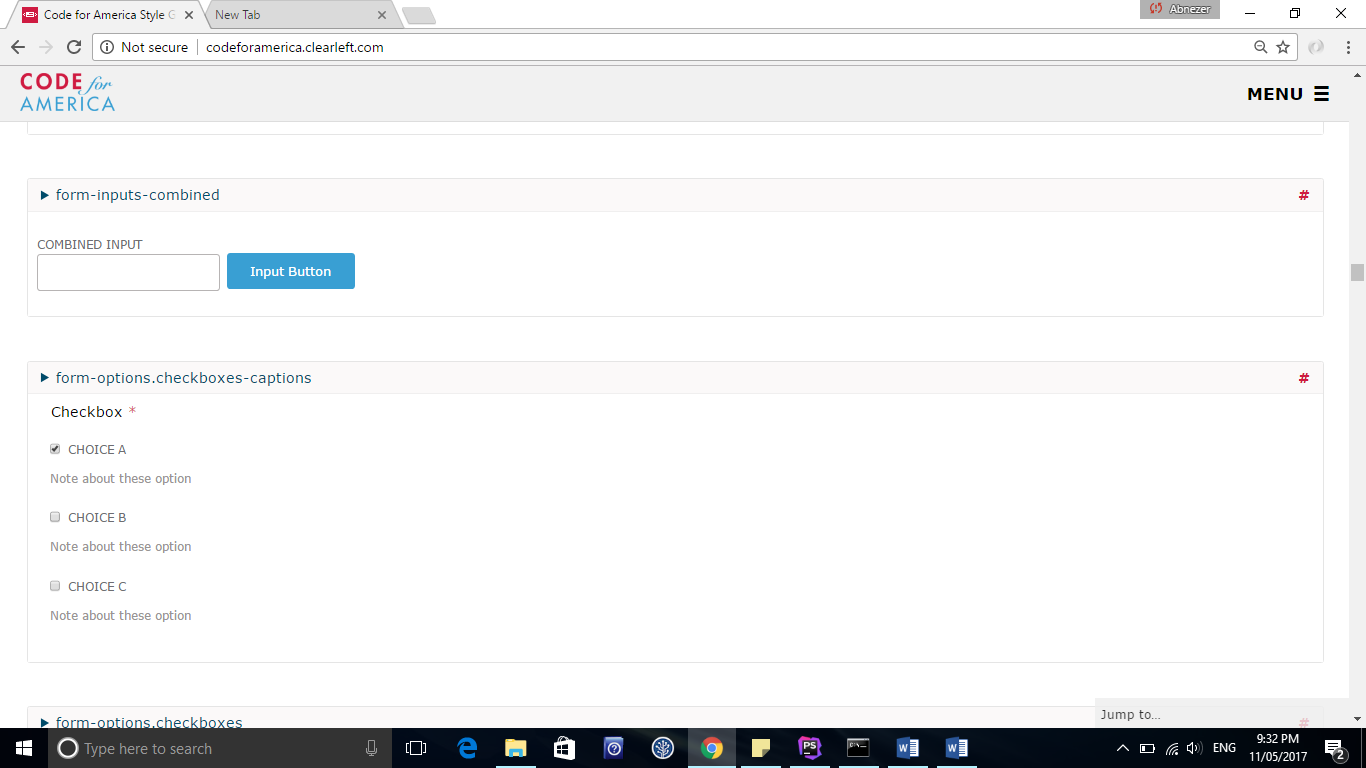 Code for America Style G
New Tab
Abnezer
Not secure
codeforamerica.clearleft.com
CODE for
AMERICA
MENU
form-inputs-combined
#
COMBINED INPUT
Input Button
form-options.checkboxes-captions
#
Checkbox *
CHOICE A
Note about these option
CHOICE B
Note about these option
CHOICE C
Note about these option
form-options.checkboxes
#
Jump to...
Type here to search
PS
ENG
9:32 PM
11/05/2017
2